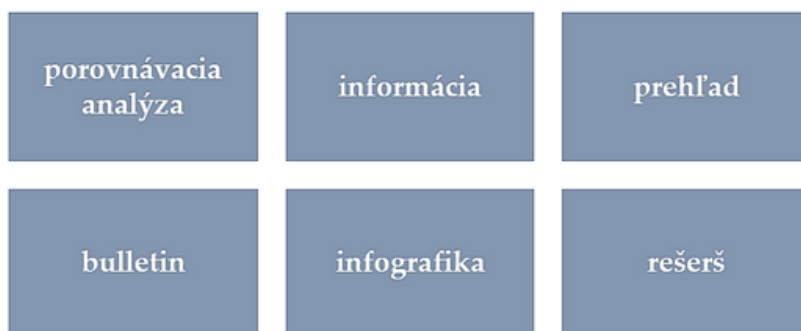 porovnávacia
analýza
informácia
prehľad
bulletin
infografika
rešerš